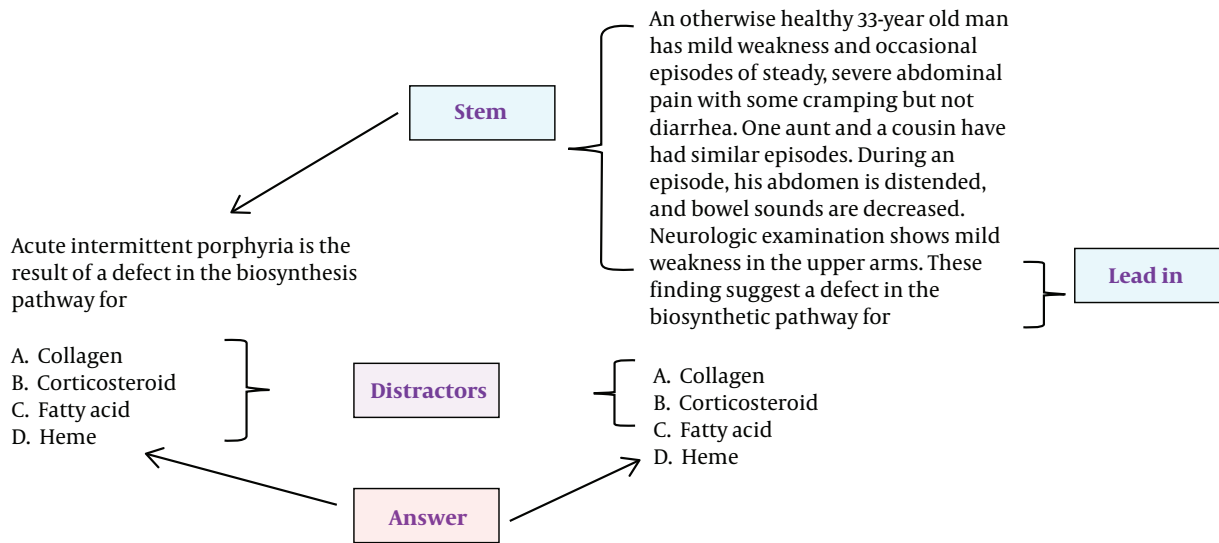 Stem
An otherwise healthy 33-year old man
has mild weakness and occasional
episodes of steady, severe abdominal
pain with some cramping but not
diarrhea. One aunt and a cousin have
had similar episodes. During an
episode, his abdomen is distended,
and bowel sounds are decreased.
Neurologic examination shows mild
weakness in the upper arms. These
finding suggest a defect in the
biosynthetic pathway for
Lead in
Acute intermittent porphyria is the
result of a defect in the biosynthesis
pathway for
A. Collagen
B. Corticosteroid
C. Fatty acid
D. Heme
Distractors
A. Collagen
B. Corticosteroid
C. Fatty acid
D. Heme
Answer